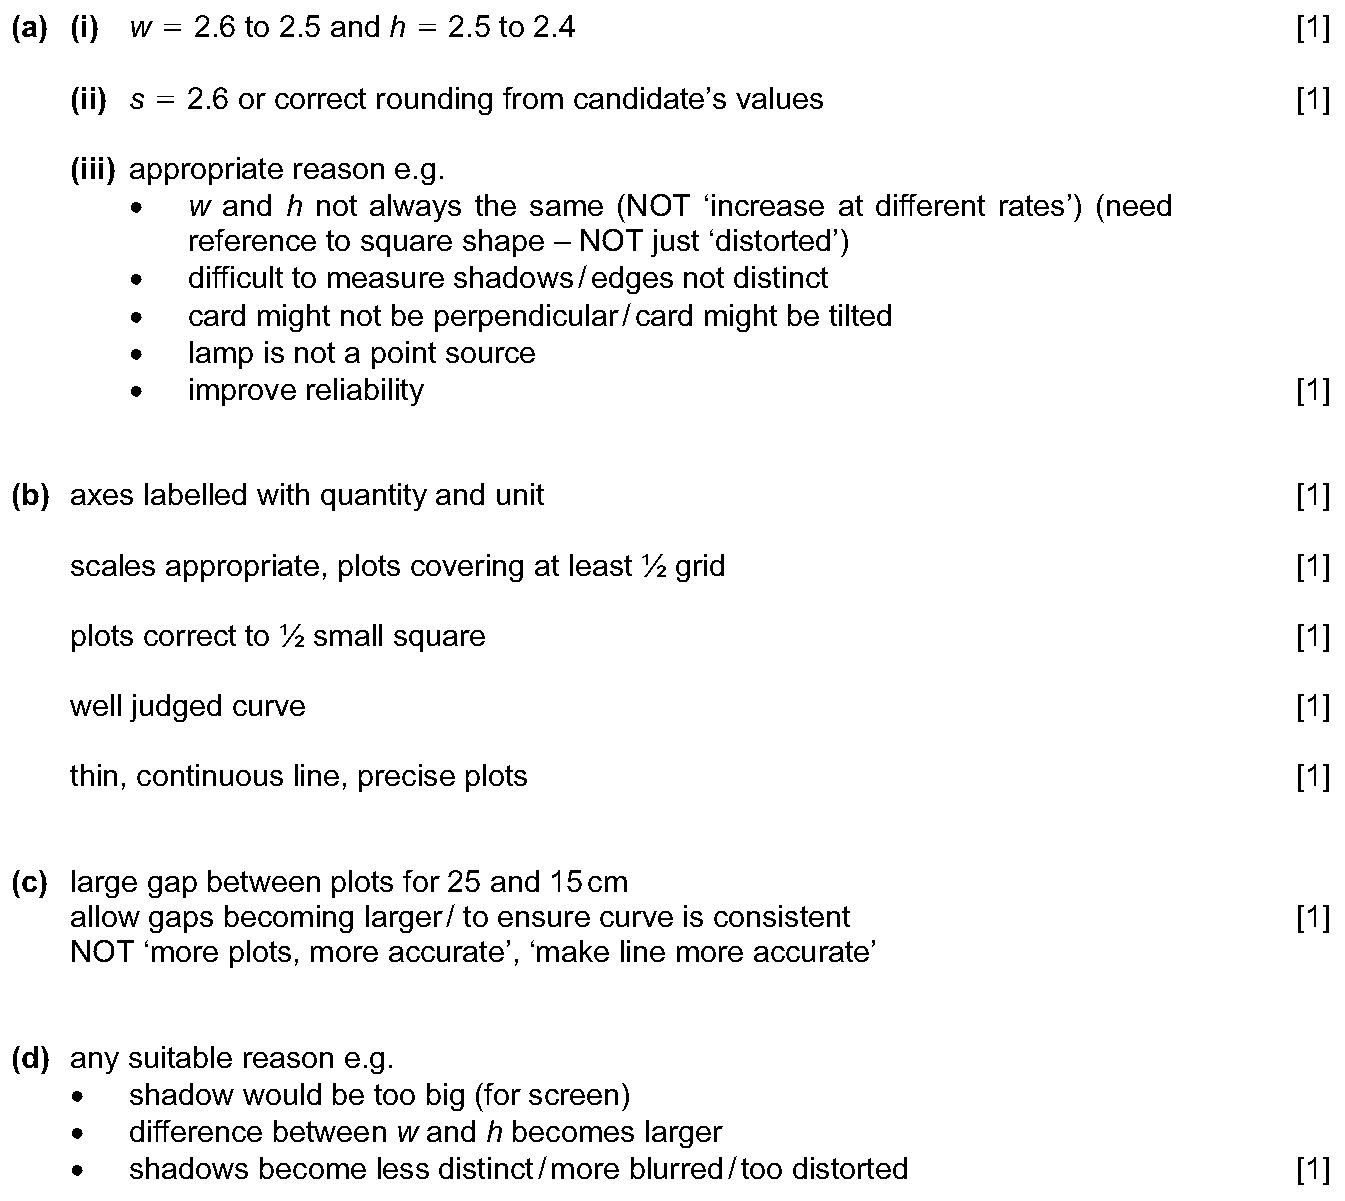 (a) (i) w = 2.6 to 2.5 and h = 2.5 to 2.4 [1]
(ii) s = 2.6 or correct rounding from candidate's values [1]
(iii) appropriate reason e.g.
• w and h not always the same (NOT 'increase at different rates') (need
reference to square shape – NOT just 'distorted')
• difficult to measure shadows/edges not distinct
• card might not be perpendicular/card might be tilted
• lamp is not a point source
• improve reliability [1]
(b) axes labelled with quantity and unit [1]
scales appropriate, plots covering at least ½ grid [1]
plots correct to ½ small square [1]
well judged curve [1]
thin, continuous line, precise plots [1]
(c) large gap between plots for 25 and 15 cm
allow gaps becoming larger/ to ensure curve is consistent [1]
NOT 'more plots, more accurate', 'make line more accurate'
(d) any suitable reason e.g.
• shadow would be too big (for screen)
• difference between w and h becomes larger
• shadows become less distinct/more blurred/too distorted [1]